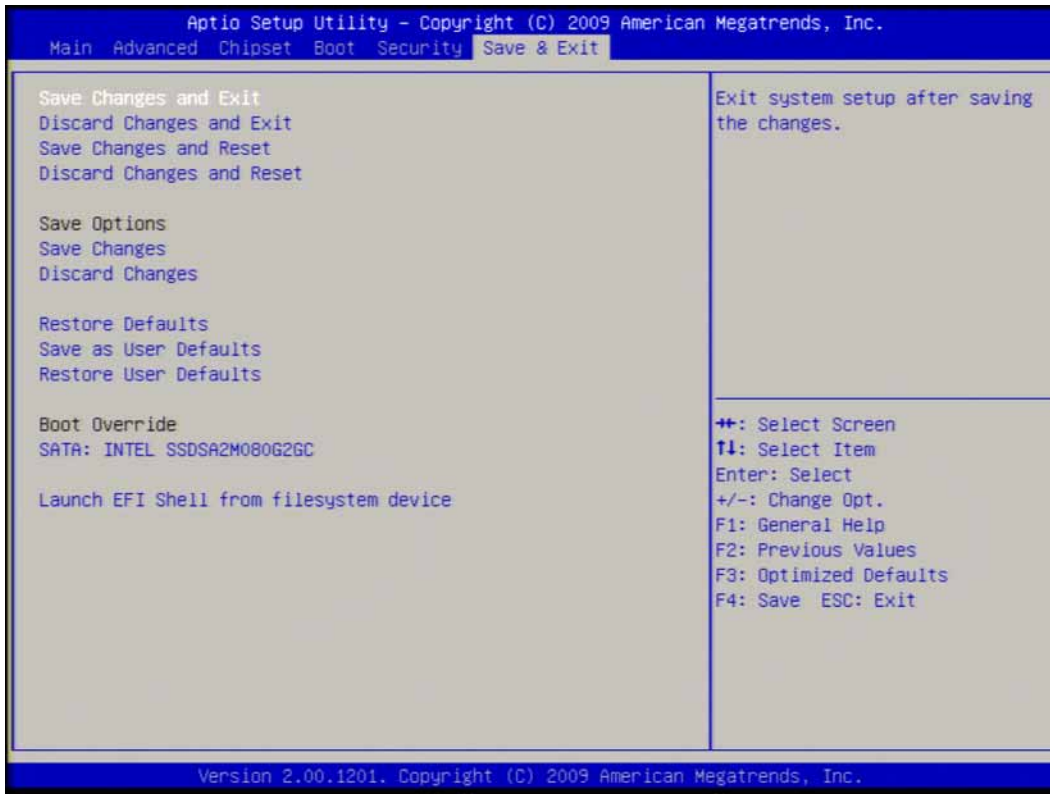 Aptio Setup Utility – Copyright (C) 2009 American Megatrends, Inc.
Main Advanced Chipset Boot Security Save & Exit
Save Changes and Exit
Discard Changes and Exit
Save Changes and Reset
Discard Changes and Reset
Save Options
Save Changes
Discard Changes
Restore Defaults
Save as User Defaults
Restore User Defaults
Boot Override
SATA: INTEL SSDSA2M080G2GC
Launch EFI Shell from filesystem device
Exit system setup after saving
the changes.
→←: Select Screen
↑↓: Select Item
Enter: Select
+/-: Change Opt.
F1: General Help
F2: Previous Values
F3: Optimized Defaults
F4: Save ESC: Exit
Version 2.00.1201. Copyright (C) 2009 American Megatrends, Inc.